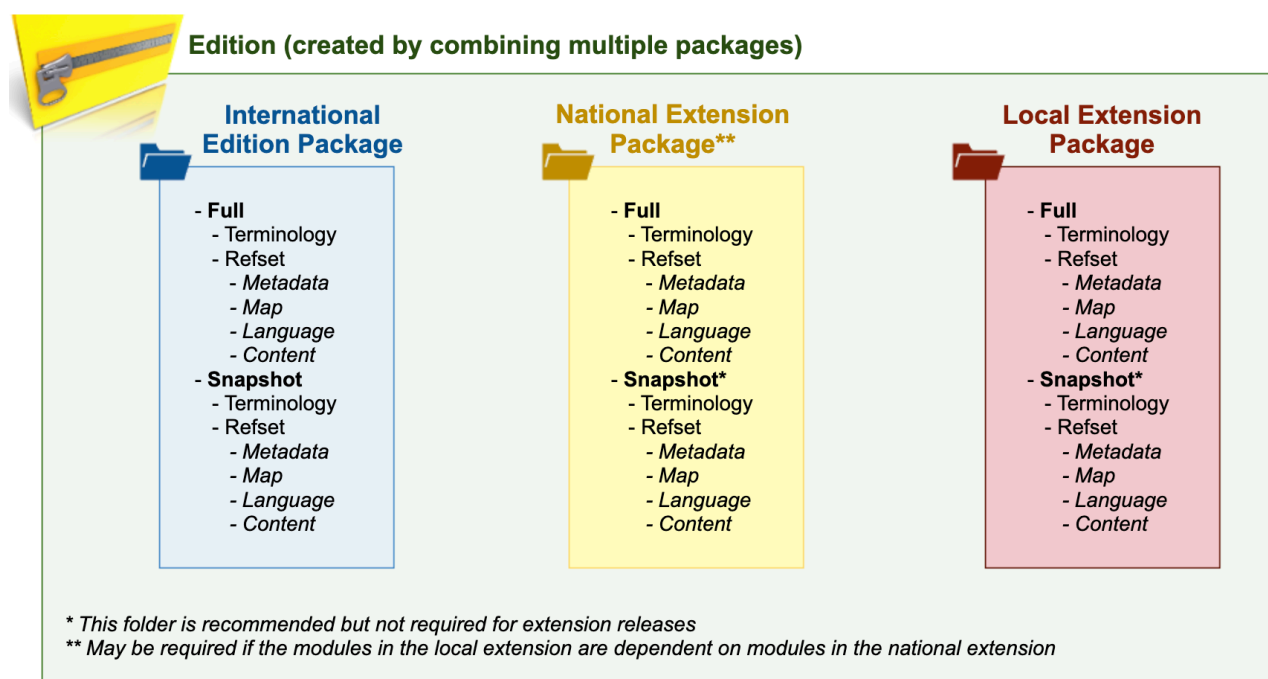 Edition (created by combining multiple packages)
International
Edition Package
- Full
- Terminology
- Refset
- Metadata
- Map
- Language
- Content
- Snapshot
- Terminology
- Refset
- Metadata
- Map
- Language
- Content
National Extension
Package**
- Full
- Terminology
- Refset
- Metadata
- Map
- Language
- Content
- Snapshot*
- Terminology
- Refset
- Metadata
- Map
- Language
- Content
Local Extension
Package
- Full
- Terminology
- Refset
- Metadata
- Map
- Language
- Content
- Snapshot*
- Terminology
- Refset
- Metadata
- Map
- Language
- Content
* This folder is recommended but not required for extension releases
** May be required if the modules in the local extension are dependent on modules in the national extension